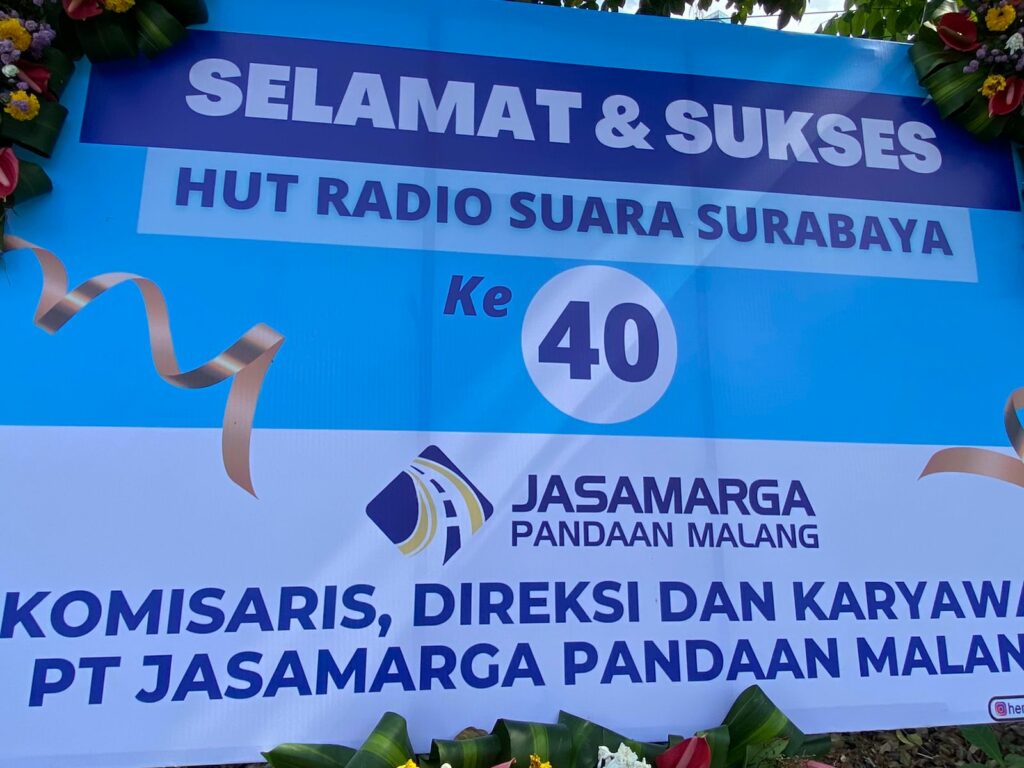 SELAMAT & SUKSES
HUT RADIO SUARA SURABAYA
Ke 40
JASAMARGA
PANDAAN MALANG
KOMISARIS, DIREKSI DAN
PT JASAMARGA PANDAAN